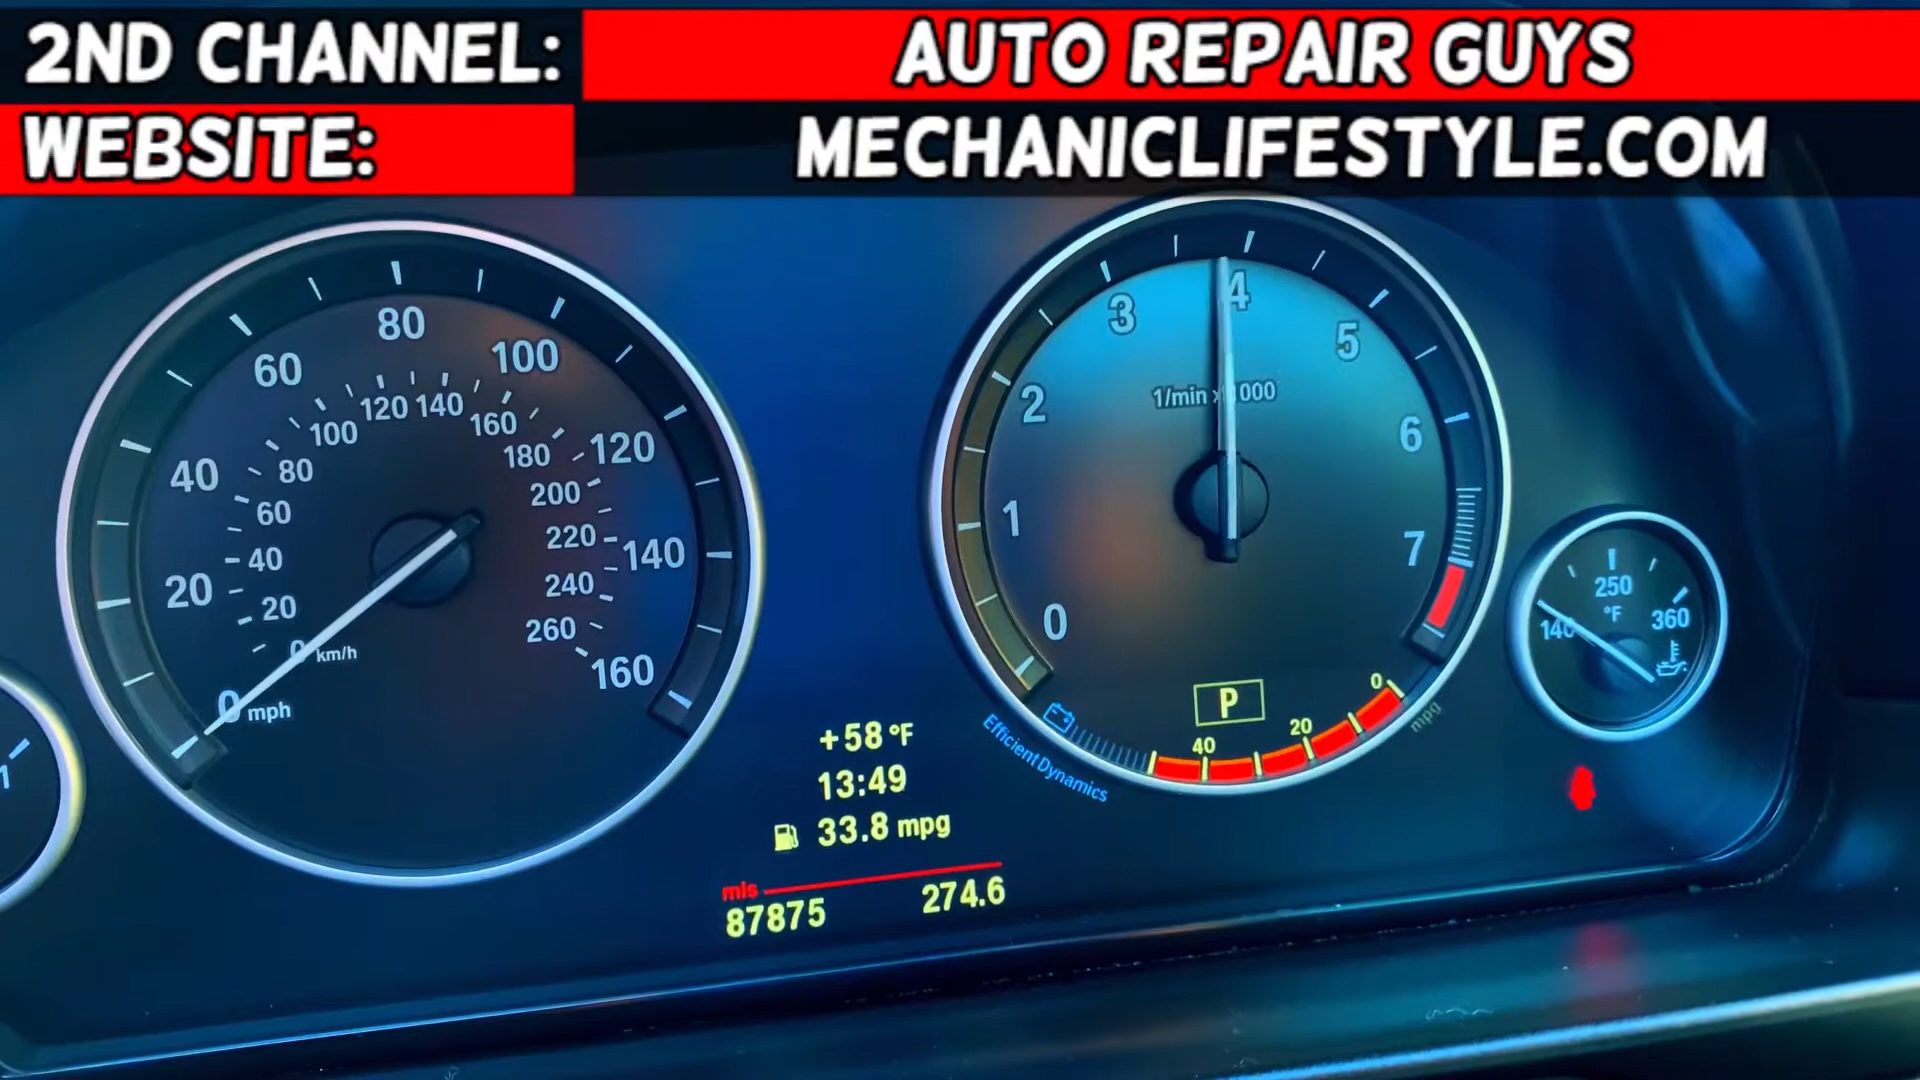 2ND CHANNEL: AUTO REPAIR GUYS
WEBSITE: MECHANICLIFESTYLE.COM
0 20 40 60 80 100 120 140 160
mph
0 20 40 60 80 100 120 140 160 180 200 220 240 260
km/h
0 1 2 3 4 5 6 7
1/min x1000
P
40 20 0
mpg
EfficientDynamics
140 250 360
°F
1
+58 °F
13:49
33.8 mpg
mls
87875 274.6